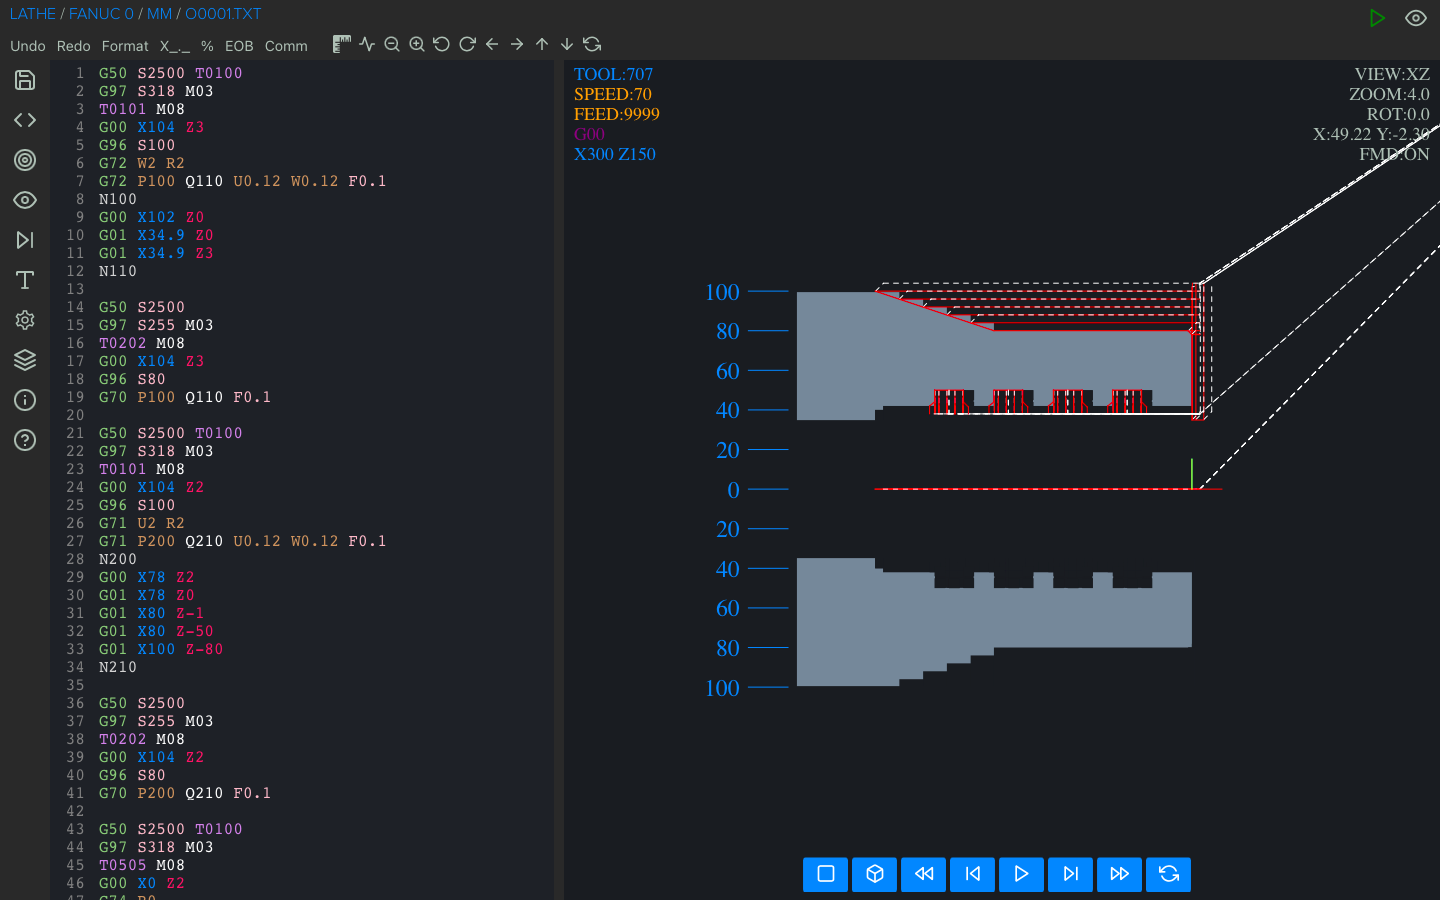 LATHE / FANUC 0 / MM / O0001.TXT
Undo Redo Format X_._ % EOB Comm
1 G50 S2500 T0100
2 G97 S318 M03
3 T0101 M08
4 G00 X104 Z3
5 G96 S100
6 G72 W2 R2
7 G72 P100 Q110 U0.12 W0.12 F0.1
8 N100
9 G00 X102 Z0
10 G01 X34.9 Z0
11 G01 X34.9 Z3
12 N110
13
14 G50 S2500
15 G97 S255 M03
16 T0202 M08
17 G00 X104 Z3
18 G96 S80
19 G70 P100 Q110 F0.1
20
21 G50 S2500 T0100
22 G97 S318 M03
23 T0101 M08
24 G00 X104 Z2
25 G96 S100
26 G71 U2 R2
27 G71 P200 Q210 U0.12 W0.12 F0.1
28 N200
29 G00 X78 Z2
30 G01 X78 Z0
31 G01 X80 Z-1
32 G01 X80 Z-50
33 G01 X100 Z-80
34 N210
35
36 G50 S2500
37 G97 S255 M03
38 T0202 M08
39 G00 X104 Z2
40 G96 S80
41 G70 P200 Q210 F0.1
42
43 G50 S2500 T0100
44 G97 S318 M03
45 T0505 M08
46 G00 X0 Z2
TOOL:707
SPEED:70
FEED:9999
G00
X300 Z150
VIEW:XZ
ZOOM:4.0
ROT:0.0
X:49.22 Y:-2.30
FMD:ON
100
80
60
40
20
0
20
40
60
80
100